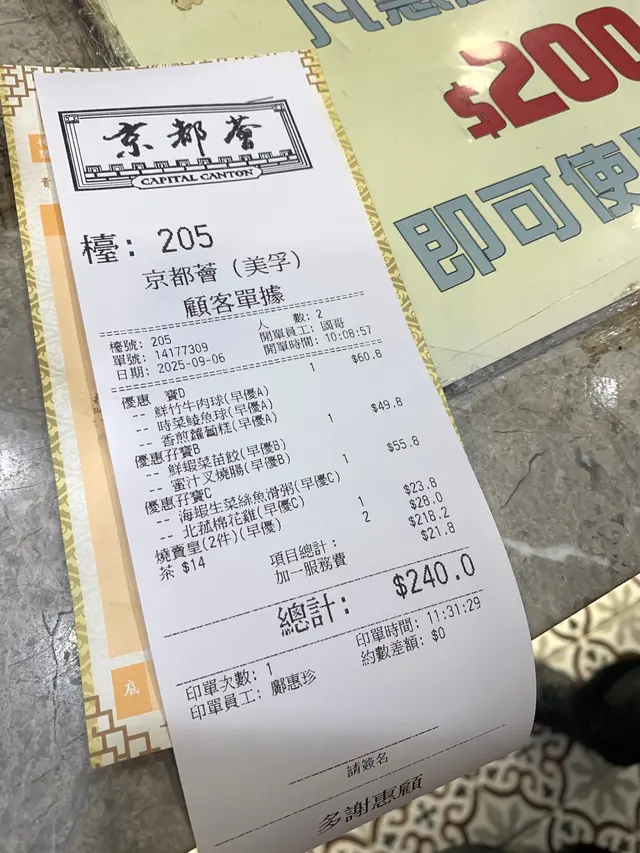 京都薈
CAPITAL CANTON
檯: 205
京都薈 (美孚)
顧客單據
檯號: 205 人 數: 2
單號: 14177309 開單員工: 國哥
日期: 2025-09-06 開單時間: 10:08:57
優惠 寶D 1 $60.8
-- 鮮竹牛肉球(早優A)
-- 時菜鯪魚球(早優A)
-- 香煎蘿蔔糕(早優A)
優惠孖寶B 1 $49.8
-- 鮮蝦菜苗餃(早優B)
-- 蜜汁叉燒腸(早優B)
優惠孖寶C 1 $55.8
-- 海蝦生菜絲魚滑粥(早優C)
-- 北菰棉花雞(早優C)
燒賣皇(2件)(早優) 1 $23.8
茶 $14 2 $28.0
項目總計: $218.2
加一服務費 $21.8
總計: $240.0
印單次數: 1 印單時間: 11:31:29
印單員工: 鄺惠珍 約數差額: $0
請簽名
多謝惠顧
$200
即可使用
底